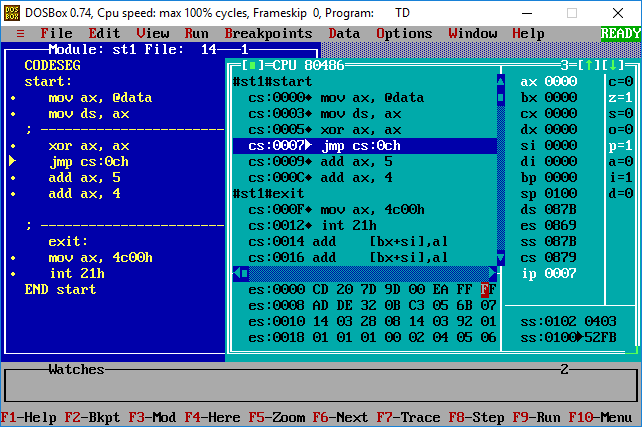 DOSBox 0.74, Cpu speed: max 100% cycles, Frameskip 0, Program: TD
≡ File Edit View Run Breakpoints Data Options Window Help READY
Module: st1 File: 14 1
CODESEG
start:
mov ax, @data
mov ds, ax
; ------------------------
xor ax, ax
jmp cs:0ch
add ax, 5
add ax, 4
; ------------------------
exit:
mov ax, 4c00h
int 21h
END start
[■]=CPU 80486 3=[↑][↓]
#st1#start
cs:0000♦ mov ax, @data
cs:0003♦ mov ds, ax
cs:0005♦ xor ax, ax
cs:0007► jmp cs:0ch
cs:0009♦ add ax, 5
cs:000C♦ add ax, 4
#st1#exit
cs:000F♦ mov ax, 4c00h
cs:0012♦ int 21h
cs:0014 add [bx+si],al
cs:0016 add [bx+si],al
ax 0000 c=0
bx 0000 z=1
cx 0000 s=0
dx 0000 o=0
si 0000 p=1
di 0000 a=0
bp 0000 i=1
sp 0100 d=0
ds 087B
es 0869
ss 087B
cs 0879
ip 0007
es:0000 CD 20 7D 9D 00 EA FF FF
es:0008 AD DE 32 0B C3 05 6B 07
es:0010 14 03 28 08 14 03 92 01
es:0018 01 01 01 00 02 04 05 06
ss:0102 0403
ss:0100►52FB
Watches 2
F1-Help F2-Bkpt F3-Mod F4-Here F5-Zoom F6-Next F7-Trace F8-Step F9-Run F10-Menu